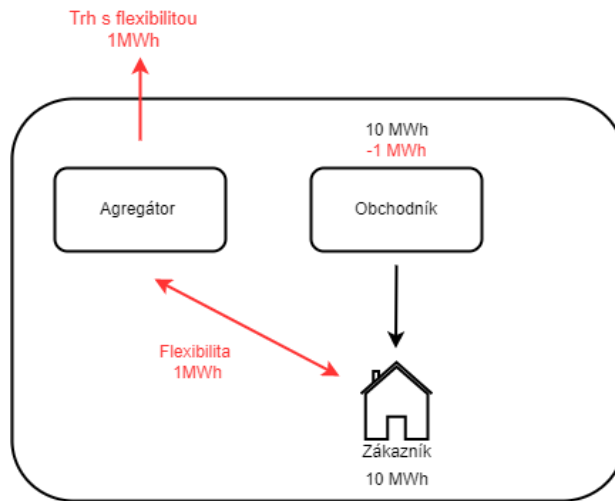 Trh s flexibilitou
1MWh
10 MWh
-1 MWh
Agregátor
Obchodník
Flexibilita
1MWh
Zákazník
10 MWh